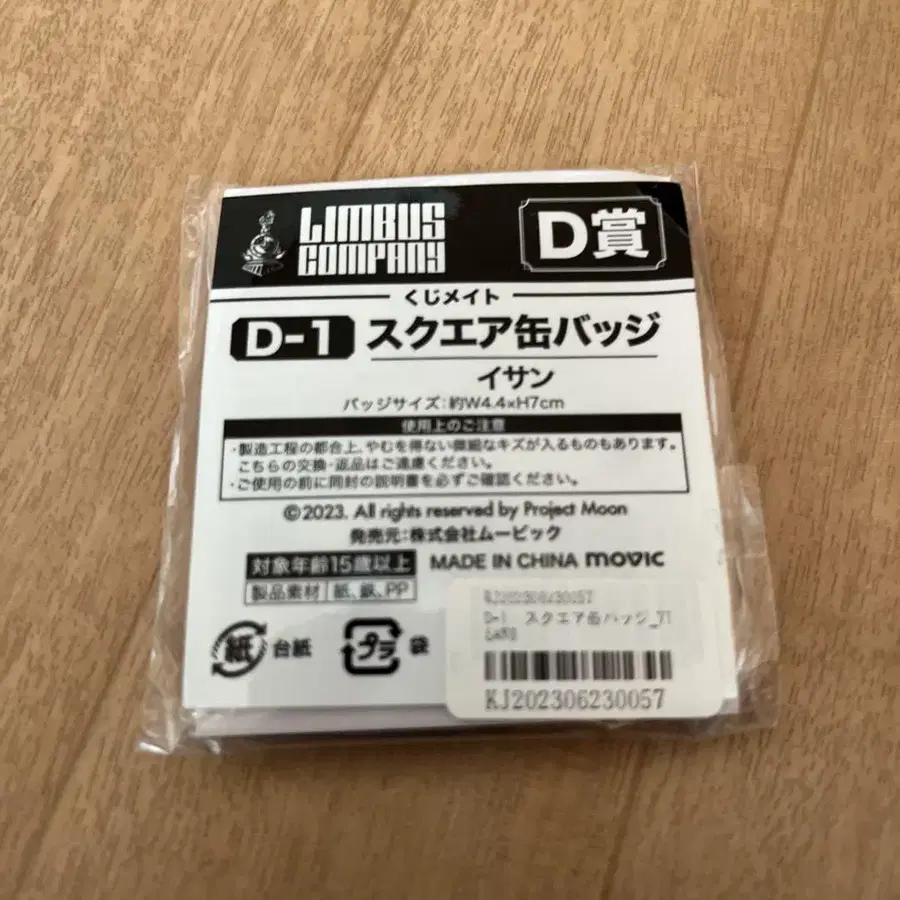 LIMBUS
COMPANY
D賞
くじメイト
D-1 スクエア缶バッジ
イサン
バッジサイズ:約W4.4×H7cm
使用上のご注意
・製造工程の都合上、やむを得ない微細なキズが入るものもあります。
こちらの交換・返品はご遠慮ください。
・ご使用の前に同封の説明書を必ずご確認ください。
©2023. All rights reserved by Project Moon
発売元:株式会社ムービック
対象年齢15歳以上 MADE IN CHINA movic
製品素材 紙、鉄、PP
紙 台紙 プラ 袋
KJ202306230057
D-1 スクエア缶バッジ_YI
SANG
KJ202306230057